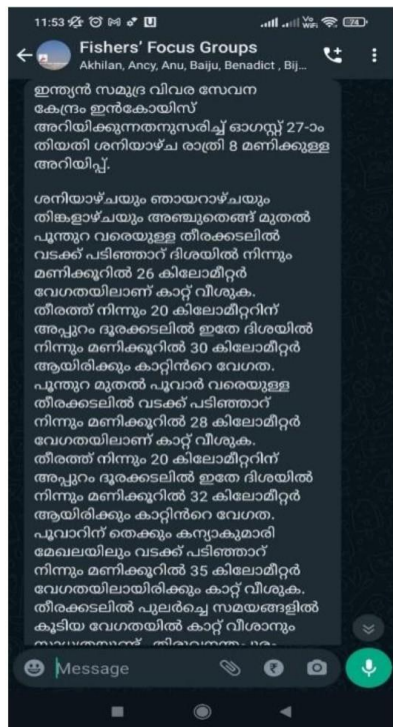 11:53
Vo
WiFi
74
Fishers' Focus Groups
Akhilan, Ancy, Anu, Baiju, Benadict , Bij...
ഇന്ത്യൻ സമുദ്ര വിവര സേവന
കേന്ദ്രം ഇൻകോയിസ്
അറിയിക്കുന്നതനുസരിച്ച് ഓഗസ്റ്റ് 27-ാം
തിയതി ശനിയാഴ്ച രാത്രി 8 മണിക്കുള്ള
അറിയിപ്പ്.
ശനിയാഴ്ചയും ഞായറാഴ്ചയും
തിങ്കളാഴ്ചയും അഞ്ചുതെങ്ങ് മുതൽ
പൂന്തുറ വരെയുള്ള തീരക്കടലിൽ
വടക്ക് പടിഞ്ഞാറ് ദിശയിൽ നിന്നും
മണിക്കൂറിൽ 26 കിലോമീറ്റർ
വേഗതയിലാണ് കാറ്റ് വീശുക.
തീരത്ത് നിന്നും 20 കിലോമീറ്ററിന്
അപ്പുറം ദൂരക്കടലിൽ ഇതേ ദിശയിൽ
നിന്നും മണിക്കൂറിൽ 30 കിലോമീറ്റർ
ആയിരിക്കും കാറ്റിൻറെ വേഗത.
പൂന്തുറ മുതൽ പൂവാർ വരെയുള്ള
തീരക്കടലിൽ വടക്ക് പടിഞ്ഞാറ്
നിന്നും മണിക്കൂറിൽ 28 കിലോമീറ്റർ
വേഗതയിലാണ് കാറ്റ് വീശുക.
തീരത്ത് നിന്നും 20 കിലോമീറ്ററിന്
അപ്പുറം ദൂരക്കടലിൽ ഇതേ ദിശയിൽ
നിന്നും മണിക്കൂറിൽ 32 കിലോമീറ്റർ
ആയിരിക്കും കാറ്റിൻറെ വേഗത.
പൂവാറിന് തെക്കും കന്യാകുമാരി
മേഖലയിലും വടക്ക് പടിഞ്ഞാറ്
നിന്നും മണിക്കൂറിൽ 35 കിലോമീറ്റർ
വേഗതയിലായിരിക്കും കാറ്റ് വീശുക.
തീരക്കടലിൽ പുലർച്ചെ സമയങ്ങളിൽ
കൂടിയ വേഗതയിൽ കാറ്റ് വീശാനും
Message